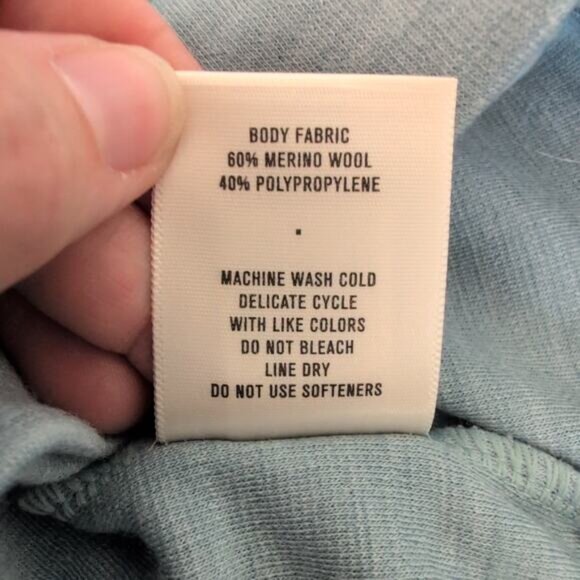 BODY FABRIC
60% MERINO WOOL
40% POLYPROPYLENE
.
MACHINE WASH COLD
DELICATE CYCLE
WITH LIKE COLORS
DO NOT BLEACH
LINE DRY
DO NOT USE SOFTENERS